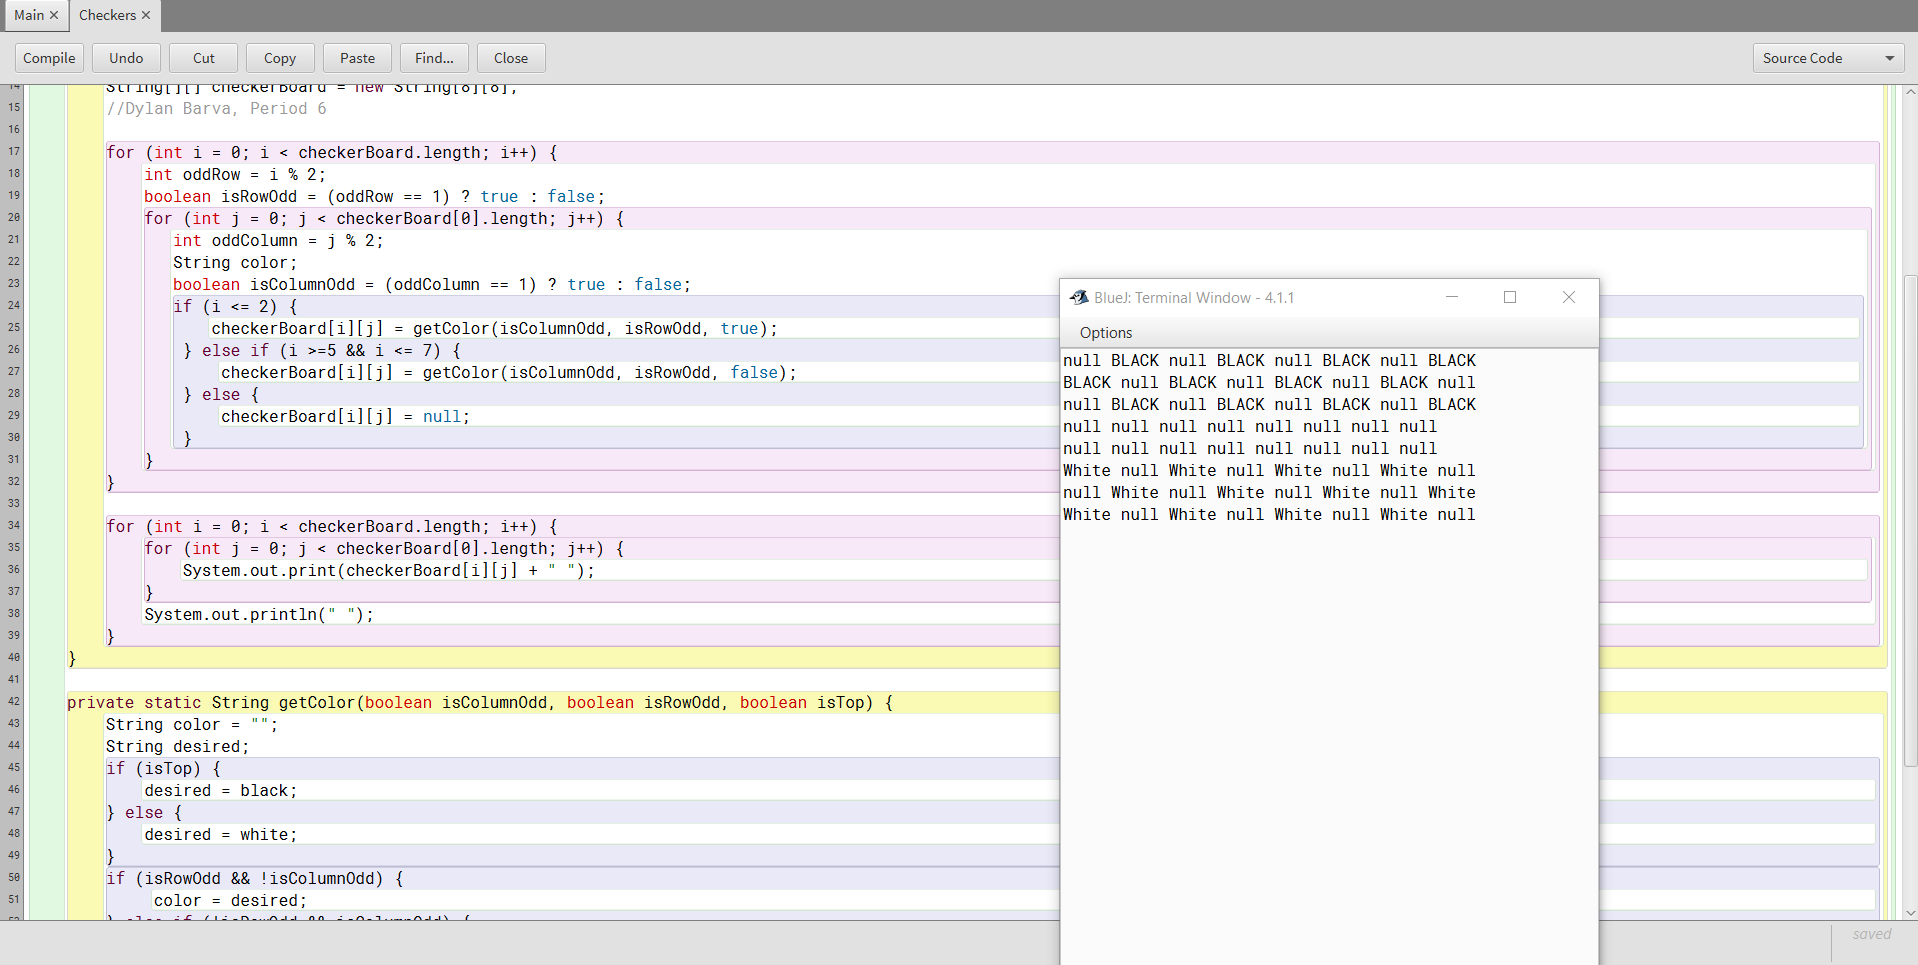 Main ×
Checkers ×
Compile
Undo
Cut
Copy
Paste
Find...
Close
Source Code
14 String[][] checkerBoard = new String[8][8];
15 //Dylan Barva, Period 6
16
17 for (int i = 0; i < checkerBoard.length; i++) {
18 int oddRow = i % 2;
19 boolean isRowOdd = (oddRow == 1) ? true : false;
20 for (int j = 0; j < checkerBoard[0].length; j++) {
21 int oddColumn = j % 2;
22 String color;
23 boolean isColumnOdd = (oddColumn == 1) ? true : false;
24 if (i <= 2) {
25 checkerBoard[i][j] = getColor(isColumnOdd, isRowOdd, true);
26 } else if (i >=5 && i <= 7) {
27 checkerBoard[i][j] = getColor(isColumnOdd, isRowOdd, false);
28 } else {
29 checkerBoard[i][j] = null;
30 }
31 }
32 }
33
34 for (int i = 0; i < checkerBoard.length; i++) {
35 for (int j = 0; j < checkerBoard[0].length; j++) {
36 System.out.print(checkerBoard[i][j] + " ");
37 }
38 System.out.println(" ");
39 }
40 }
41
42 private static String getColor(boolean isColumnOdd, boolean isRowOdd, boolean isTop) {
43 String color = "";
44 String desired;
45 if (isTop) {
46 desired = black;
47 } else {
48 desired = white;
49 }
50 if (isRowOdd && !isColumnOdd) {
51 color = desired;
52 } else if (!isRowOdd && isColumnOdd) {
BlueJ: Terminal Window - 4.1.1
Options
null BLACK null BLACK null BLACK null BLACK
BLACK null BLACK null BLACK null BLACK null
null BLACK null BLACK null BLACK null BLACK
null null null null null null null null
null null null null null null null null
White null White null White null White null
null White null White null White null White
White null White null White null White null
saved